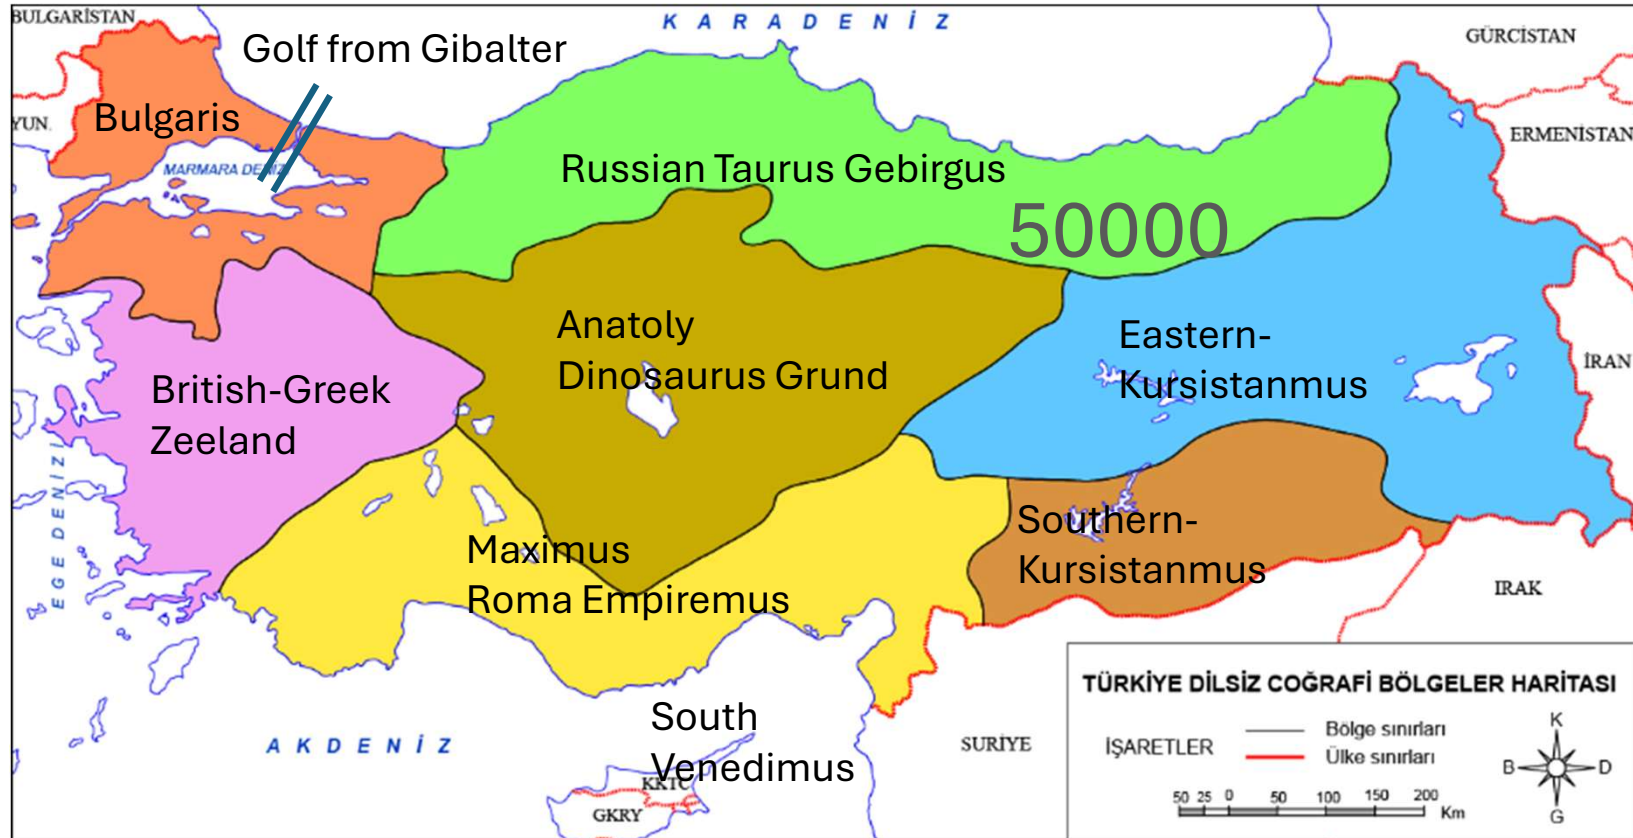 BULGARİSTAN
K A R A D E N İ Z
GÜRCİSTAN
Golf from Gibalter
Bulgaris
YUN.
ERMENİSTAN
MARMARA DENİZİ
Russian Taurus Gebirgus
50000
Anatoly
Dinosaurus Grund
Eastern-
Kursistanmus
İRAN
British-Greek
Zeeland
E G E D E N İ Z İ
Southern-
Kursistanmus
Maximus
Roma Empiremus
IRAK
TÜRKİYE DİLSİZ COĞRAFİ BÖLGELER HARİTASI
South
Venedimus
A K D E N İ Z
SURİYE
İŞARETLER
Bölge sınırları
Ülke sınırları
K
B
D
G
KKTC
GKRY
50 25 0 50 100 150 200
Km